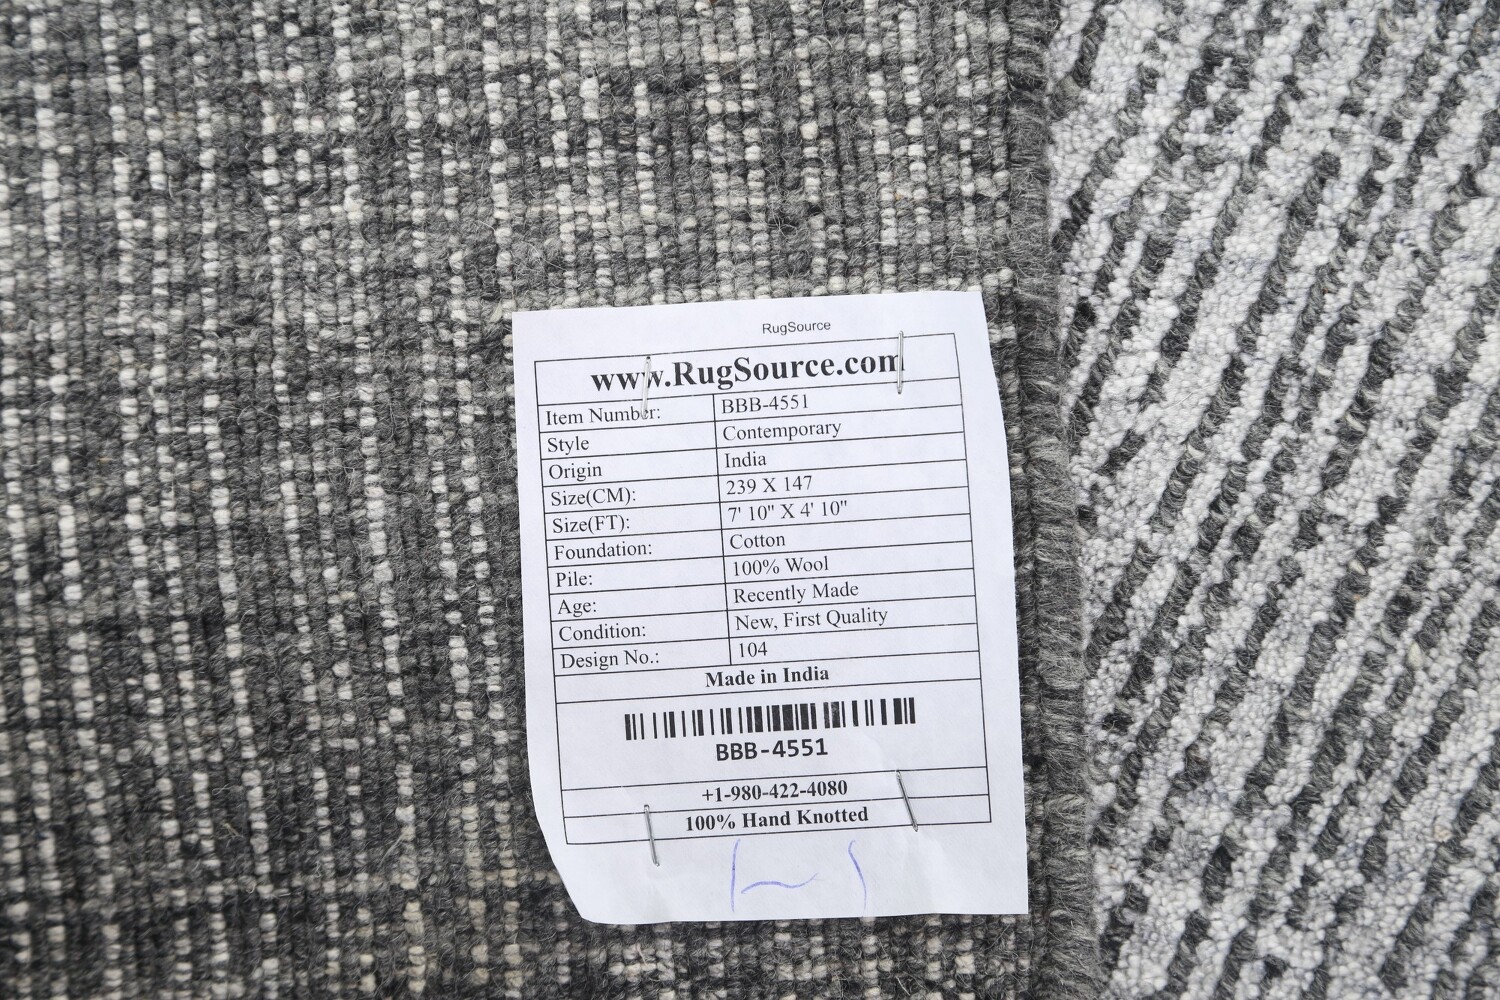 RugSource
www.RugSource.com
Item Number: BBB-4551
Style Contemporary
Origin India
Size(CM): 239 X 147
Size(FT): 7' 10" X 4' 10"
Foundation: Cotton
Pile: 100% Wool
Age: Recently Made
Condition: New, First Quality
Design No.: 104
Made in India
BBB-4551
+1-980-422-4080
100% Hand Knotted